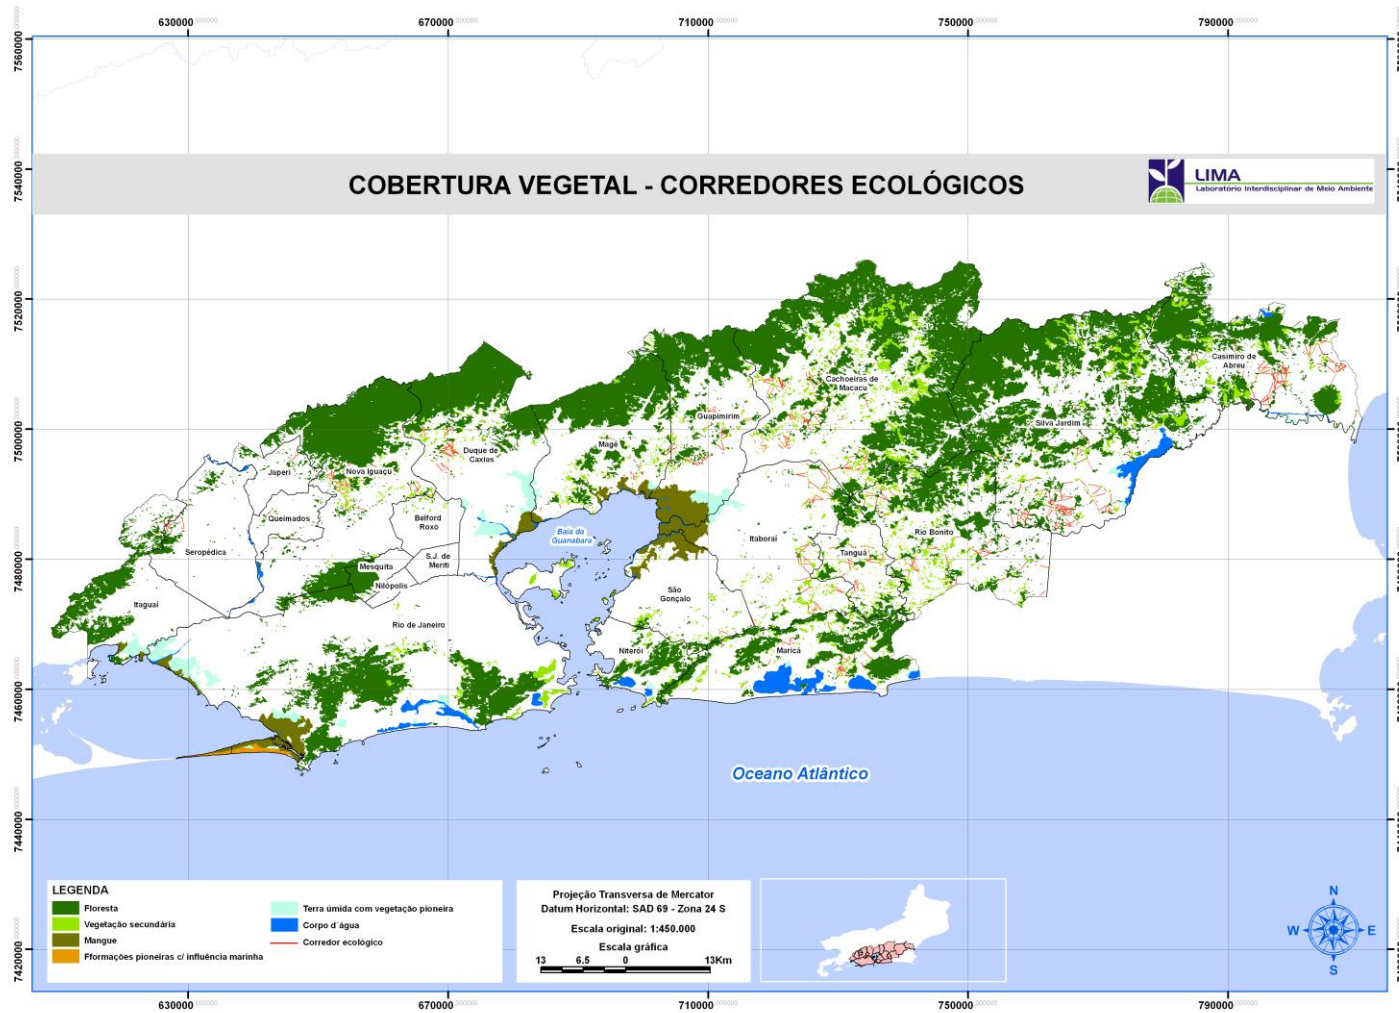 630000 670000 710000 750000 790000
7560000
7540000
COBERTURA VEGETAL - CORREDORES ECOLÓGICOS
LIMA
Laboratório Interdisciplinar de Meio Ambiente
7520000
Casimiro de
Abreu
Cachoeiras de
Macacu
Guapimirim
Silva Jardim
7500000
Magé
Duque de
Caxias
Japeri
Nova Iguaçu
Queimados
Belford
Roxo
Baía da
Guanabara
Itaboraí
Rio Bonito
Seropédica
Tanguá
S.J. de
Meriti
7480000
Mesquita
Nilópolis
São
Gonçalo
Itaguaí
Rio de Janeiro
Niterói
Maricá
7460000
Oceano Atlântico
7440000
LEGENDA
Floresta
Vegetação secundária
Mangue
Fformações pioneiras c/ influência marinha
Terra úmida com vegetação pioneira
Corpo d´água
Corredor ecológico
Projeção Transversa de Mercator
Datum Horizontal: SAD 69 - Zona 24 S
Escala original: 1:450.000
Escala gráfica
13 6,5 0 13Km
N
W E
S
7420000
630000 670000 710000 750000 790000